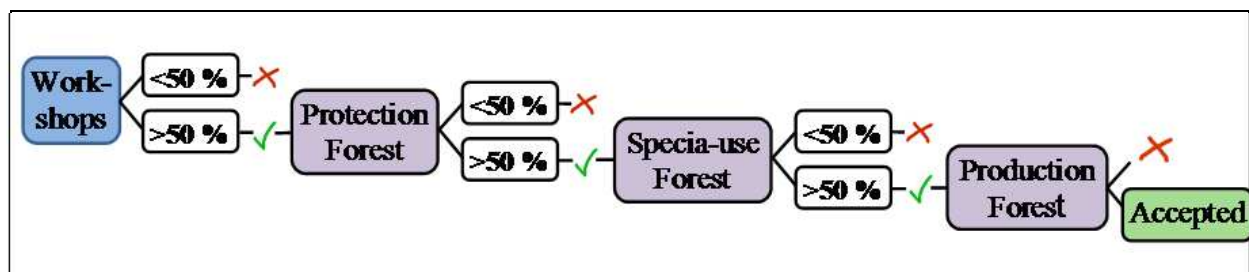 Work-
shops
<50 %
>50 %
Protection
Forest
<50 %
>50 %
Specia-use
Forest
<50 %
>50 %
Production
Forest
Accepted